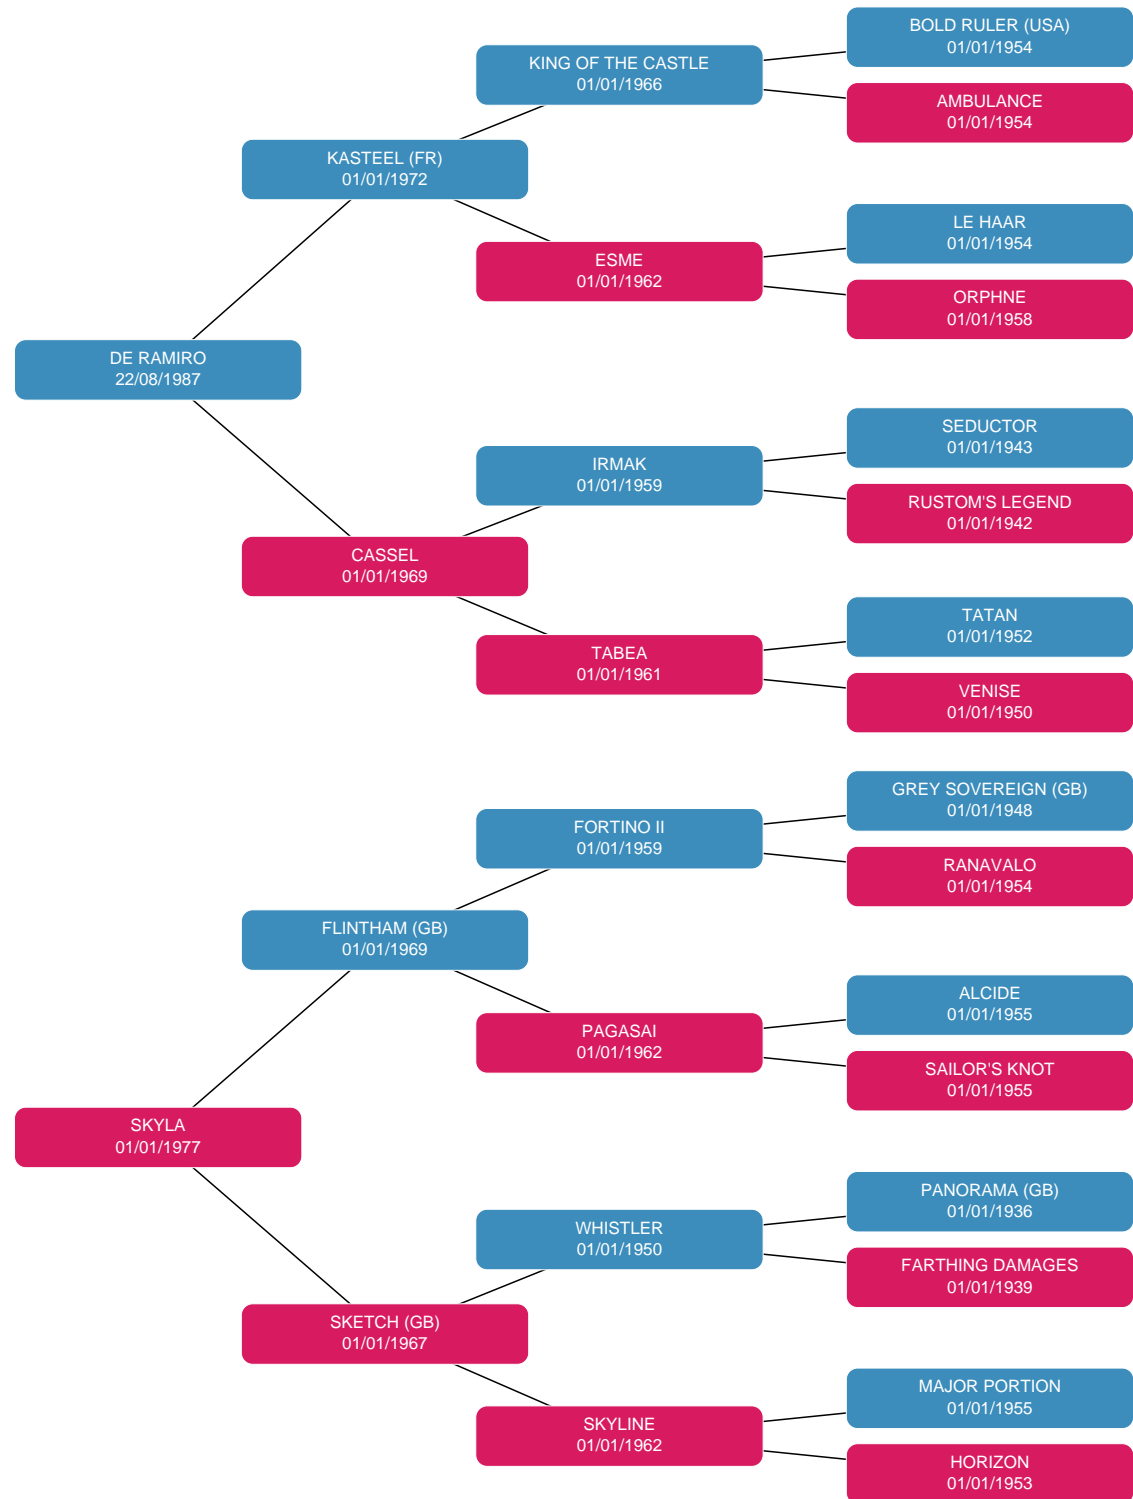 BOLD RULER (USA)
01/01/1954
KING OF THE CASTLE
01/01/1966
AMBULANCE
01/01/1954
KASTEEL (FR)
01/01/1972
LE HAAR
01/01/1954
ESME
01/01/1962
ORPHNE
01/01/1958
DE RAMIRO
22/08/1987
SEDUCTOR
01/01/1943
IRMAK
01/01/1959
RUSTOM'S LEGEND
01/01/1942
CASSEL
01/01/1969
TATAN
01/01/1952
TABEA
01/01/1961
VENISE
01/01/1950
GREY SOVEREIGN (GB)
01/01/1948
FORTINO II
01/01/1959
RANAVALO
01/01/1954
FLINTHAM (GB)
01/01/1969
ALCIDE
01/01/1955
PAGASAI
01/01/1962
SAILOR'S KNOT
01/01/1955
SKYLA
01/01/1977
PANORAMA (GB)
01/01/1936
WHISTLER
01/01/1950
FARTHING DAMAGES
01/01/1939
SKETCH (GB)
01/01/1967
MAJOR PORTION
01/01/1955
SKYLINE
01/01/1962
HORIZON
01/01/1953